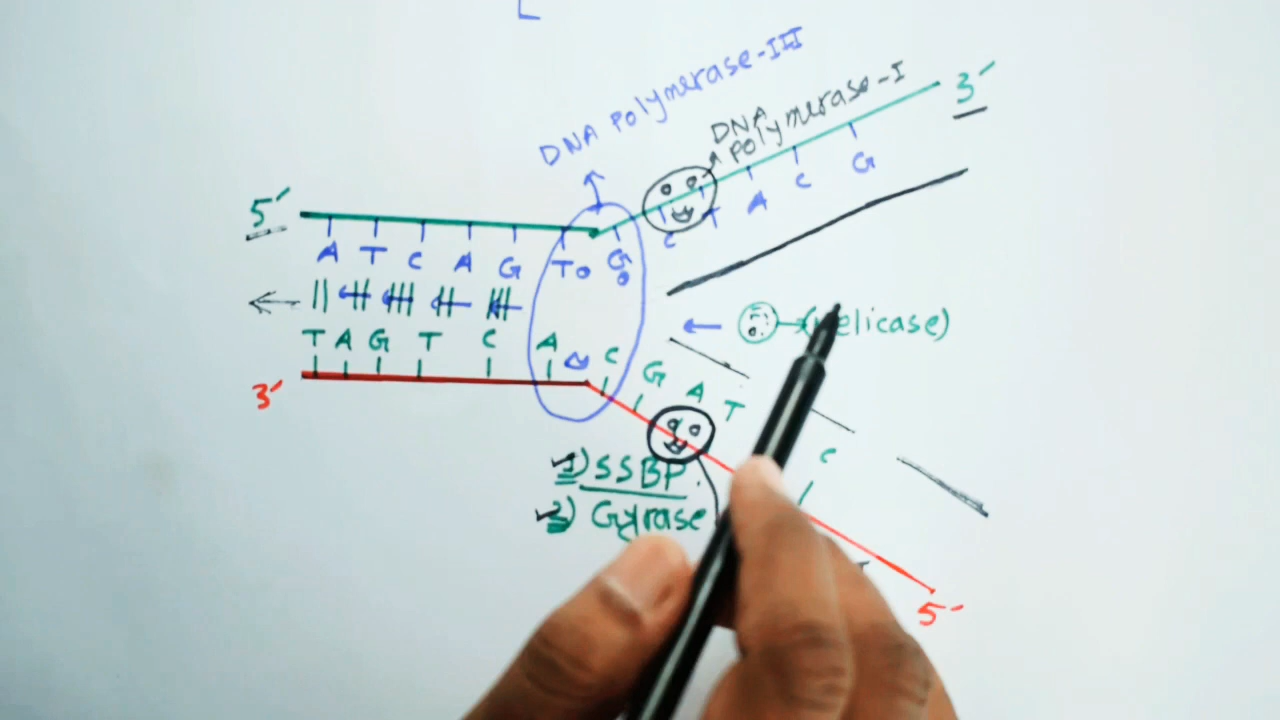 DNA Polymerase-III
DNA
Polymerase-I
3′
5′
C T A C G
A T C A G T G
(Helicase)
T A G T C A C G A T
3′
C
1) SSBP.
2) Gyrase
5′